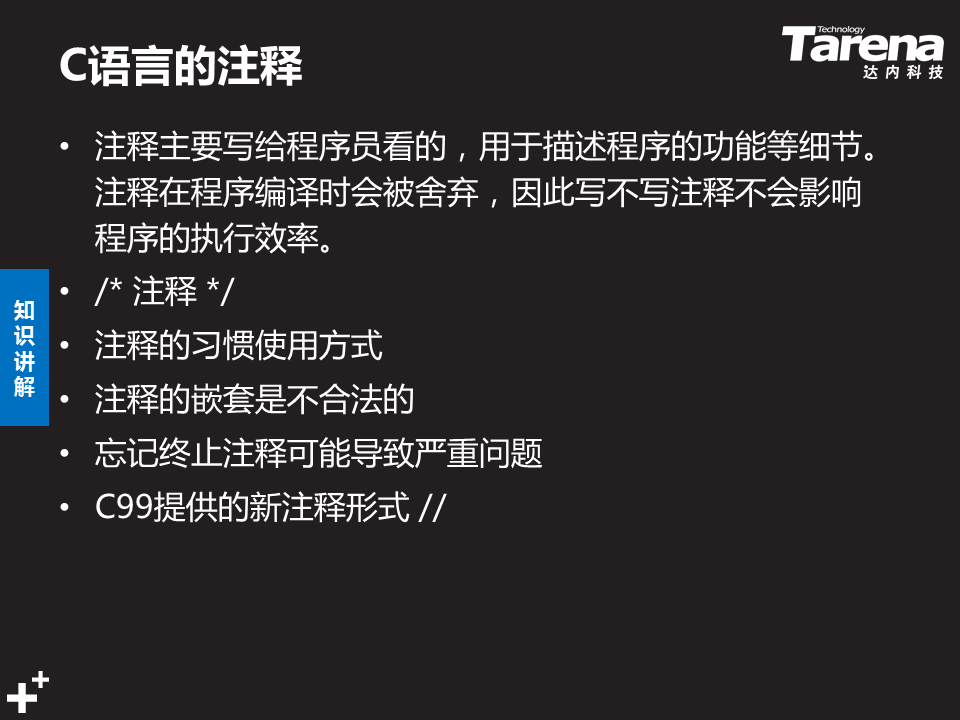 C语言的注释
Technology
Tarena
达内科技
• 注释主要写给程序员看的，用于描述程序的功能等细节。
注释在程序编译时会被舍弃，因此写不写注释不会影响
程序的执行效率。
• /* 注释 */
• 注释的习惯使用方式
• 注释的嵌套是不合法的
• 忘记终止注释可能导致严重问题
• C99提供的新注释形式 //
知识讲解